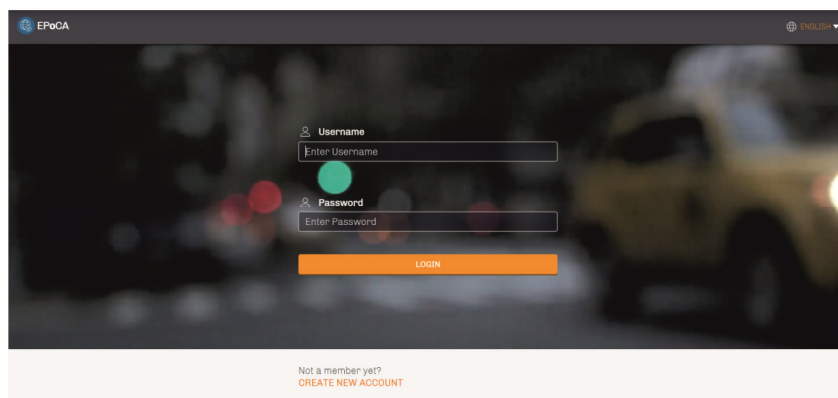 EPoCA
ENGLISH
Username
Enter Username
Password
Enter Password
LOGIN
Not a member yet?
CREATE NEW ACCOUNT